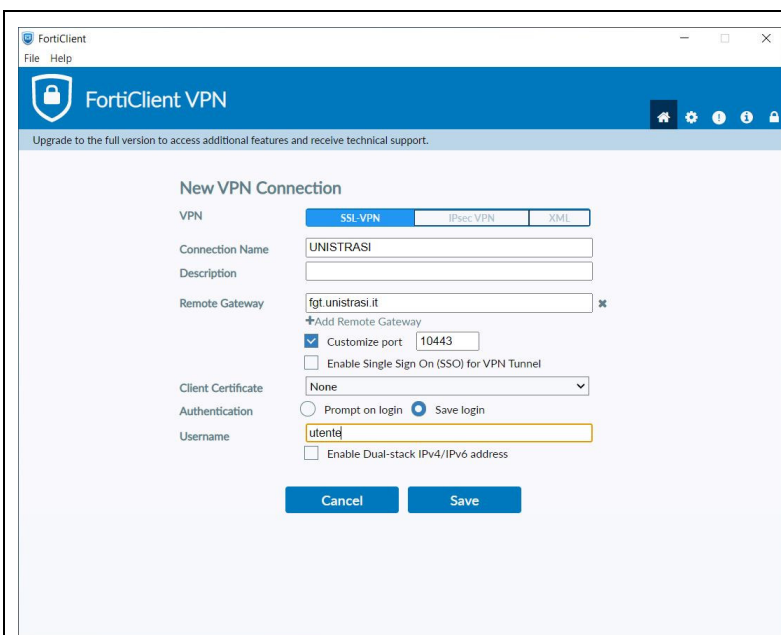 FortiClient
File Help
FortiClient VPN
Upgrade to the full version to access additional features and receive technical support.
New VPN Connection
VPN SSL-VPN IPsec VPN XML
Connection Name UNISTRASI
Description
Remote Gateway fgt.unistrasi.it
+Add Remote Gateway
Customize port 10443
Enable Single Sign On (SSO) for VPN Tunnel
Client Certificate None
Authentication Prompt on login Save login
Username utente
Enable Dual-stack IPv4/IPv6 address
Cancel Save